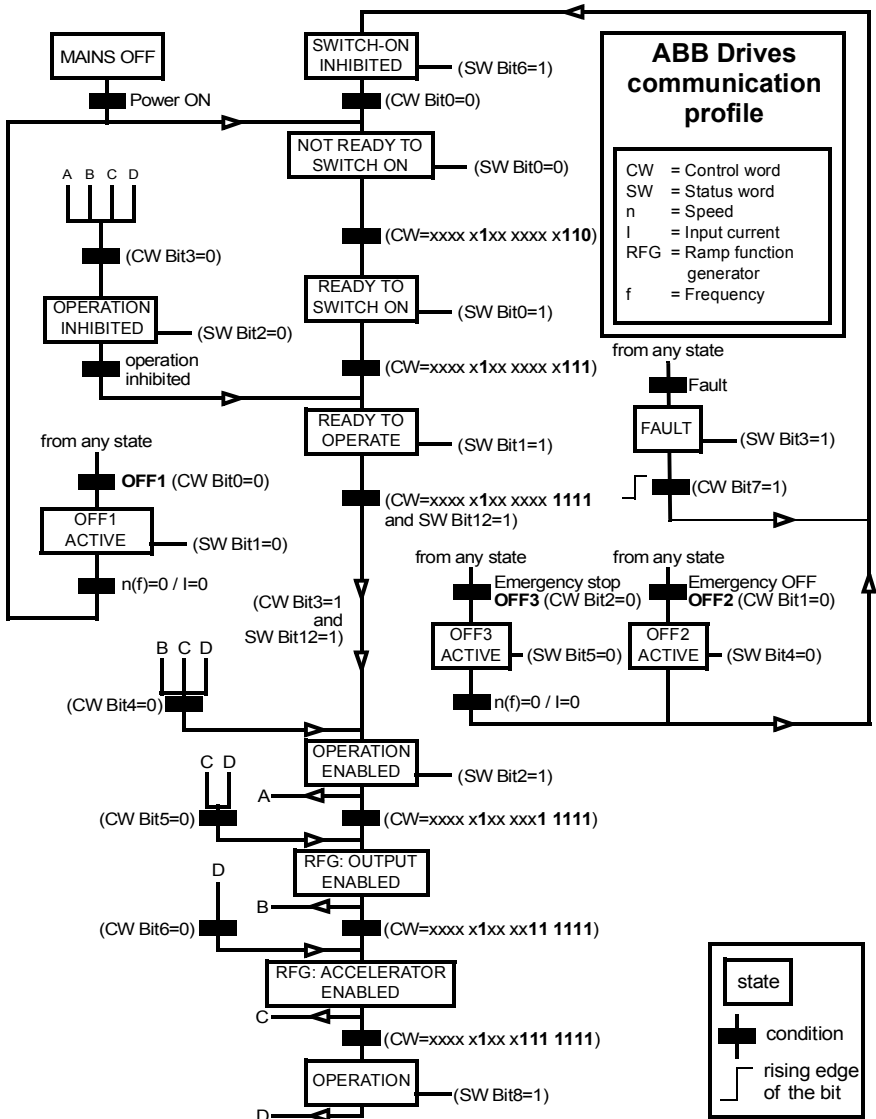 MAINS OFF
Power ON
SWITCH-ON
INHIBITED
(SW Bit6=1)
(CW Bit0=0)
NOT READY TO
SWITCH ON
(SW Bit0=0)
A B C D
(CW Bit3=0)
OPERATION
INHIBITED
(SW Bit2=0)
operation
inhibited
(CW=xxxx x1xx xxxx x110)
READY TO
SWITCH ON
(SW Bit0=1)
(CW=xxxx x1xx xxxx x111)
READY TO
OPERATE
(SW Bit1=1)
(CW=xxxx x1xx xxxx 1111
and SW Bit12=1)
ABB Drives
communication
profile
CW = Control word
SW = Status word
n = Speed
I = Input current
RFG = Ramp function
generator
f = Frequency
from any state
Fault
FAULT
(SW Bit3=1)
(CW Bit7=1)
from any state
OFF1 (CW Bit0=0)
OFF1
ACTIVE
(SW Bit1=0)
n(f)=0 / I=0
(CW Bit3=1
and
SW Bit12=1)
from any state
Emergency stop
OFF3 (CW Bit2=0)
OFF3
ACTIVE
(SW Bit5=0)
n(f)=0 / I=0
from any state
Emergency OFF
OFF2 (CW Bit1=0)
OFF2
ACTIVE
(SW Bit4=0)
B C D
(CW Bit4=0)
OPERATION
ENABLED
(SW Bit2=1)
A
C D
(CW Bit5=0)
(CW=xxxx x1xx xxx1 1111)
RFG: OUTPUT
ENABLED
B
D
(CW Bit6=0)
(CW=xxxx x1xx xx11 1111)
RFG: ACCELERATOR
ENABLED
C
(CW=xxxx x1xx x111 1111)
OPERATION
(SW Bit8=1)
D
state
condition
rising edge
of the bit